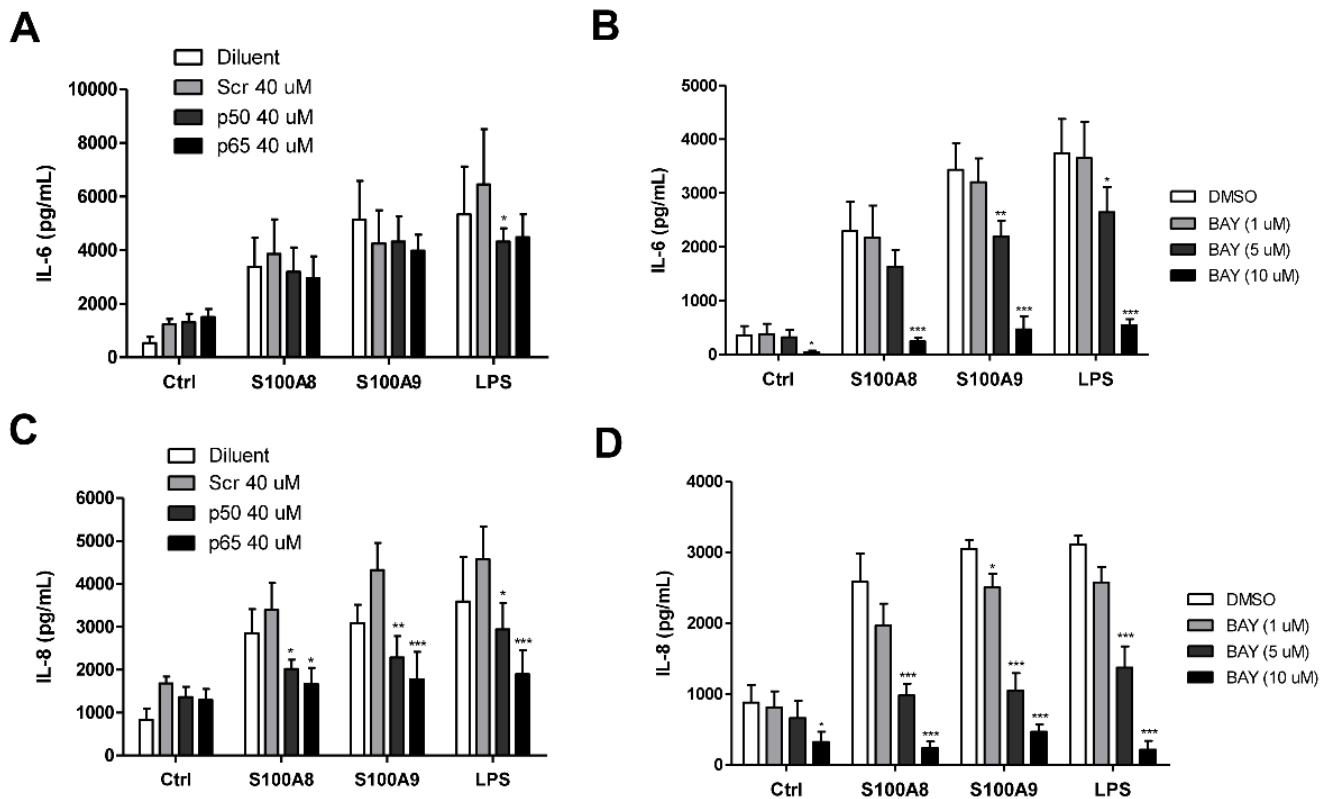 A
Diluent
Scr 40 uM
p50 40 uM
p65 40 uM
IL-6 (pg/mL)
10000
8000
6000
4000
2000
0
*
Ctrl
S100A8
S100A9
LPS
B
IL-6 (pg/mL)
5000
4000
3000
2000
1000
0
*
***
**
***
*
***
Ctrl
S100A8
S100A9
LPS
DMSO
BAY (1 uM)
BAY (5 uM)
BAY (10 uM)
C
Diluent
Scr 40 uM
p50 40 uM
p65 40 uM
IL-8 (pg/mL)
6000
5000
4000
3000
2000
1000
0
*
*
**
***
*
***
Ctrl
S100A8
S100A9
LPS
D
IL-8 (pg/mL)
4000
3000
2000
1000
0
*
***
***
*
***
***
***
***
Ctrl
S100A8
S100A9
LPS
DMSO
BAY (1 uM)
BAY (5 uM)
BAY (10 uM)